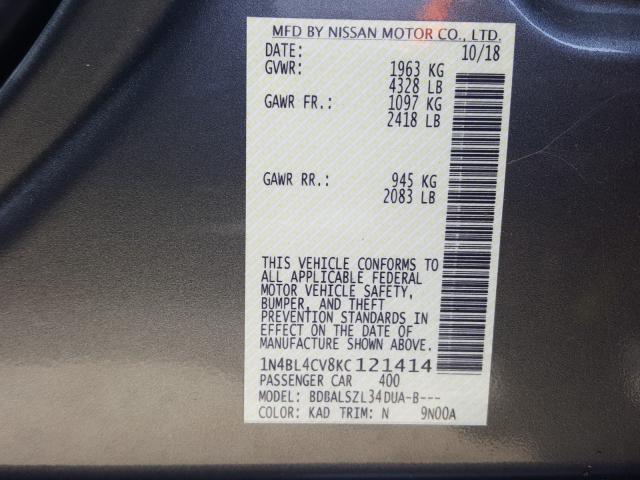 MFD BY NISSAN MOTOR CO., LTD.
DATE: 10/18
GVWR: 1963 KG
4328 LB
GAWR FR.: 1097 KG
2418 LB
GAWR RR.: 945 KG
2083 LB
THIS VEHICLE CONFORMS TO
ALL APPLICABLE FEDERAL
MOTOR VEHICLE SAFETY,
BUMPER, AND THEFT
PREVENTION STANDARDS IN
EFFECT ON THE DATE OF
MANUFACTURE SHOWN ABOVE.
1N4BL4CV8KC121414
PASSENGER CAR 400
MODEL: BDBALSZL34DUA-B---
COLOR: KAD TRIM: N 9N00A